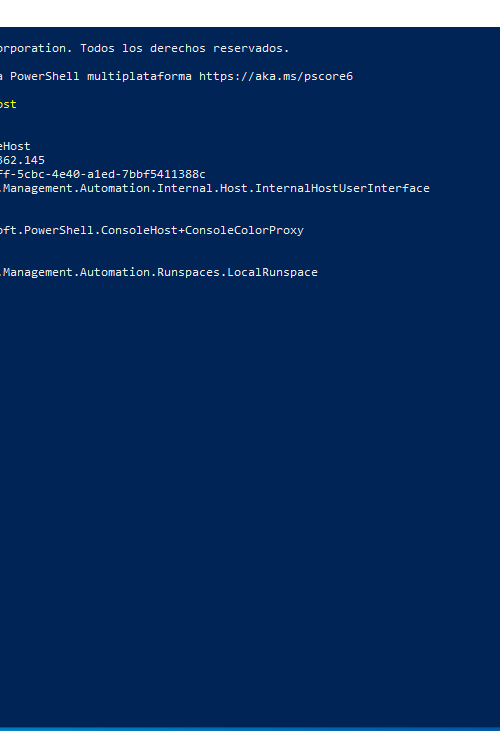 orporation. Todos los derechos reservados.
a PowerShell multiplataforma https://aka.ms/pscore6
ost
eHost
362.145
ff-5cbc-4e40-a1ed-7bbf5411388c
.Management.Automation.Internal.Host.InternalHostUserInterface
oft.PowerShell.ConsoleHost+ConsoleColorProxy
.Management.Automation.Runspaces.LocalRunspace